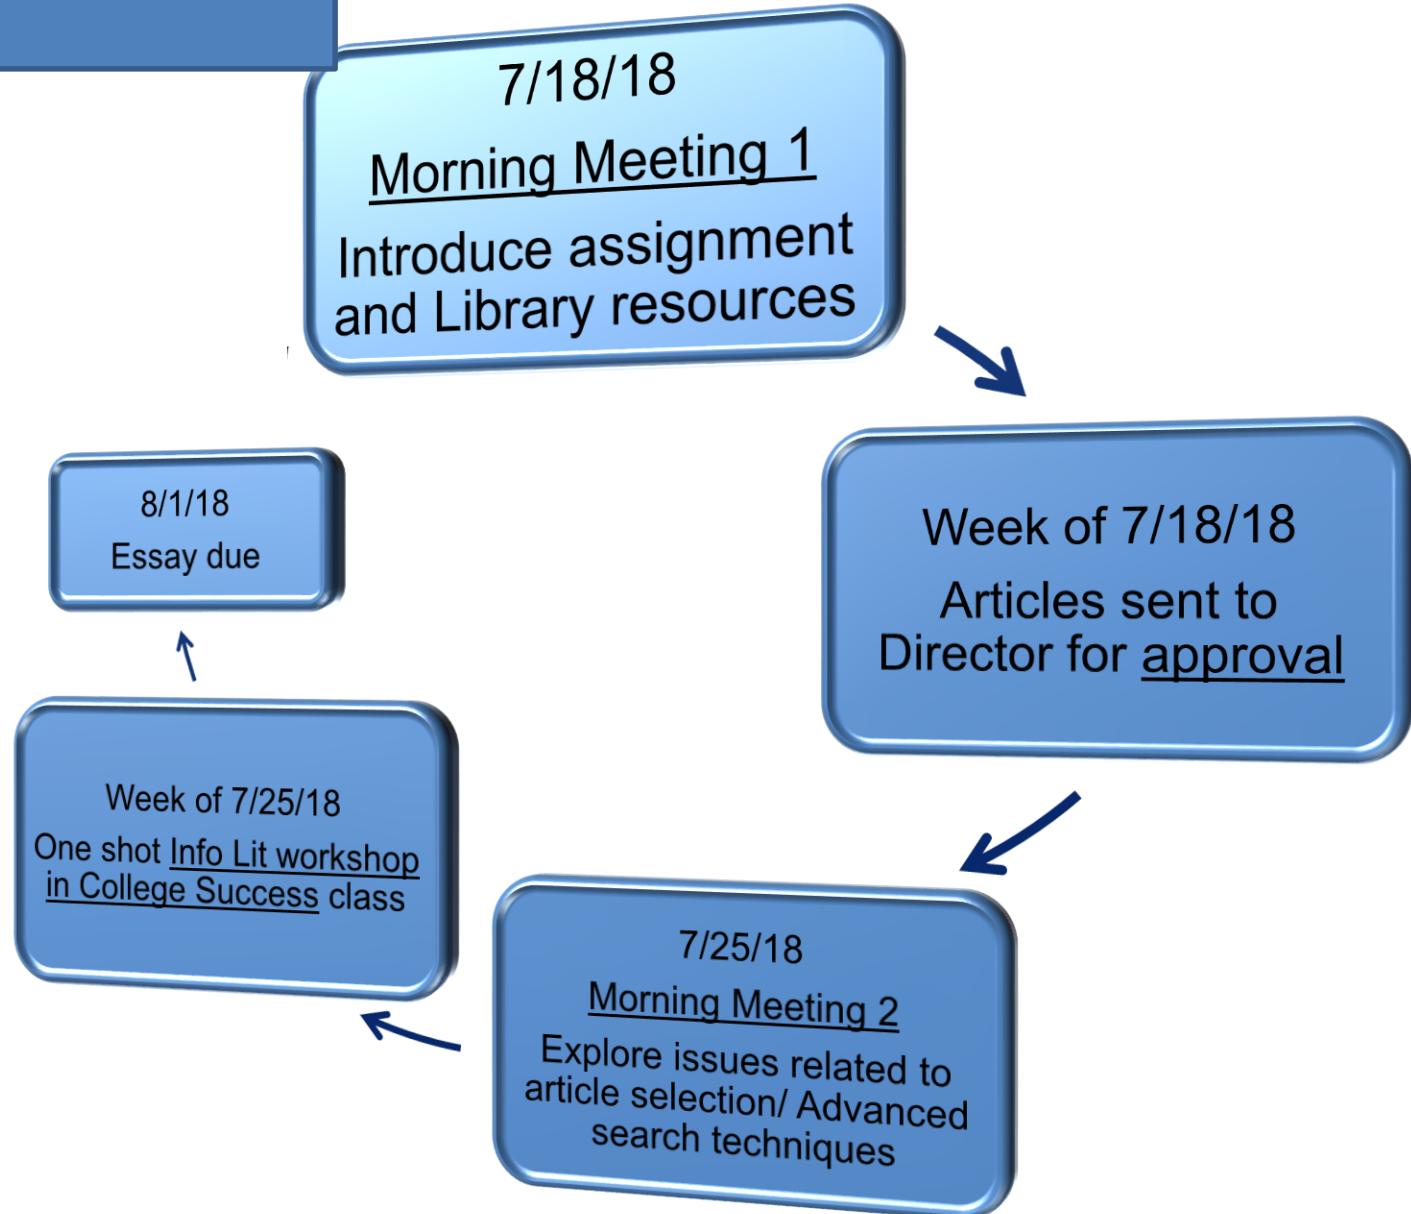 7/18/18
Morning Meeting 1
Introduce assignment
and Library resources
Week of 7/18/18
Articles sent to
Director for approval
7/25/18
Morning Meeting 2
Explore issues related to
article selection/ Advanced
search techniques
Week of 7/25/18
One shot Info Lit workshop
in College Success class
8/1/18
Essay due